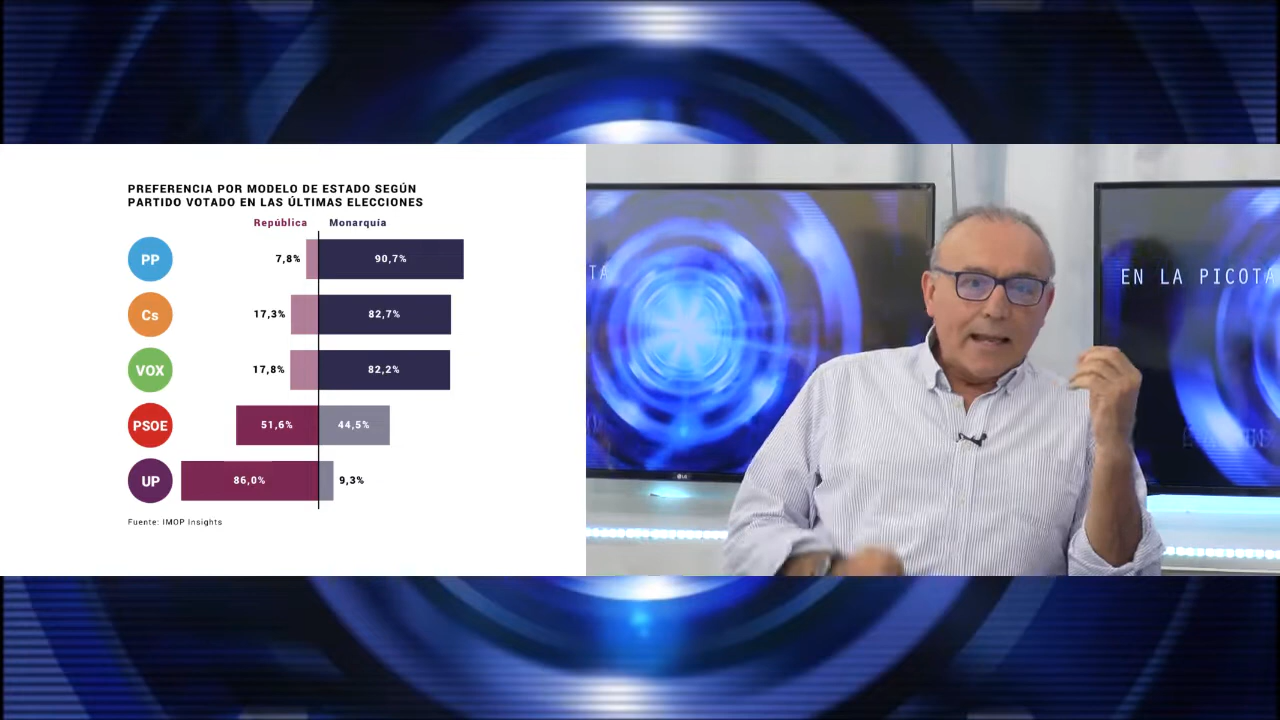 PREFERENCIA POR MODELO DE ESTADO SEGÚN
PARTIDO VOTADO EN LAS ÚLTIMAS ELECCIONES
República Monarquía
PP 7,8% 90,7%
Cs 17,3% 82,7%
VOX 17,8% 82,2%
PSOE 51,6% 44,5%
UP 86,0% 9,3%
Fuente: IMOP Insights
TA
EN LA PICOTA
LG